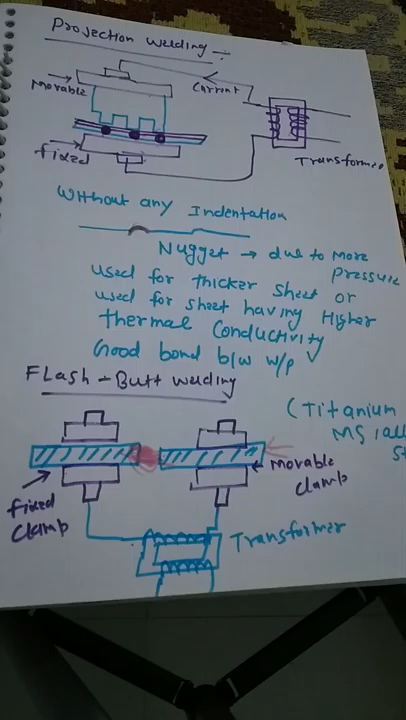 Projection Welding :-
Movable
Current
fixed
Transformer
Without any Indentation
Nugget → due to more
pressure
used for thicker sheet or
used for sheet having Higher
thermal conductivity
Good bond b/w w/p
Flash - Butt welding
(Titanium
MS, all
St
fixed
clamp
movable
clamp
Transformer